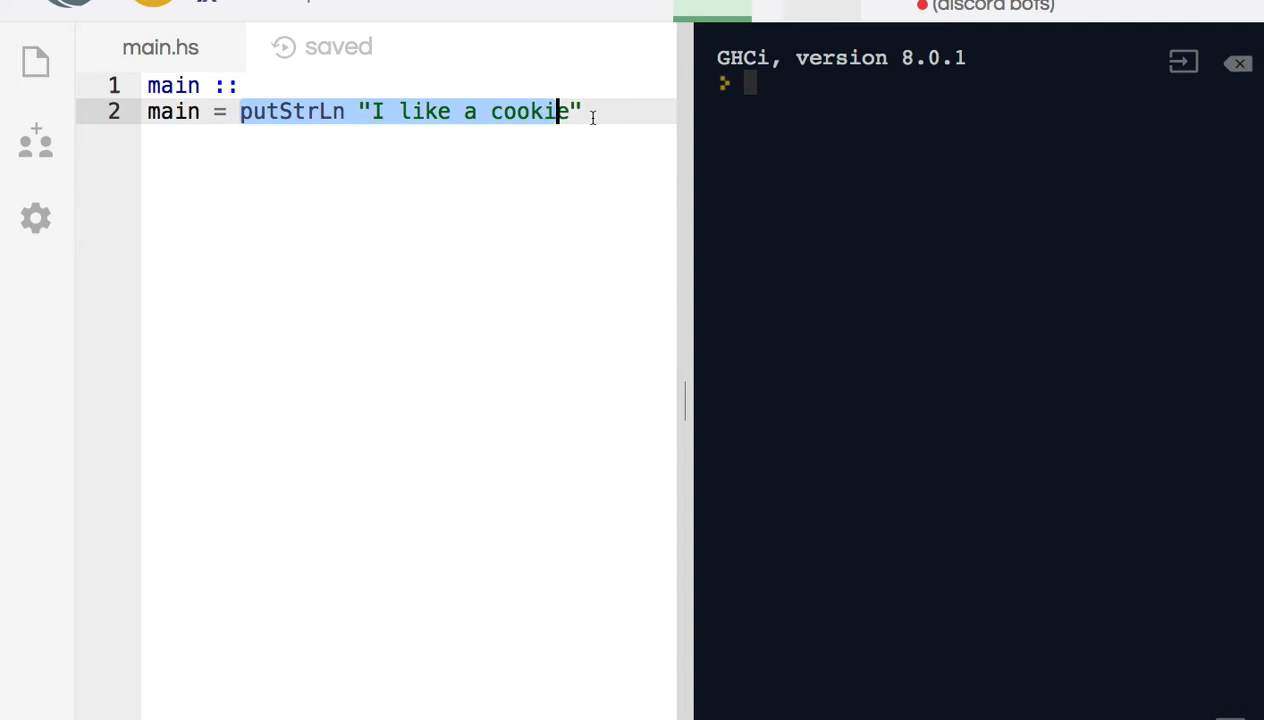 (discord bots)
main.hs
saved
GHCi, version 8.0.1
1 main ::
2 main = putStrLn "I like a cookie"